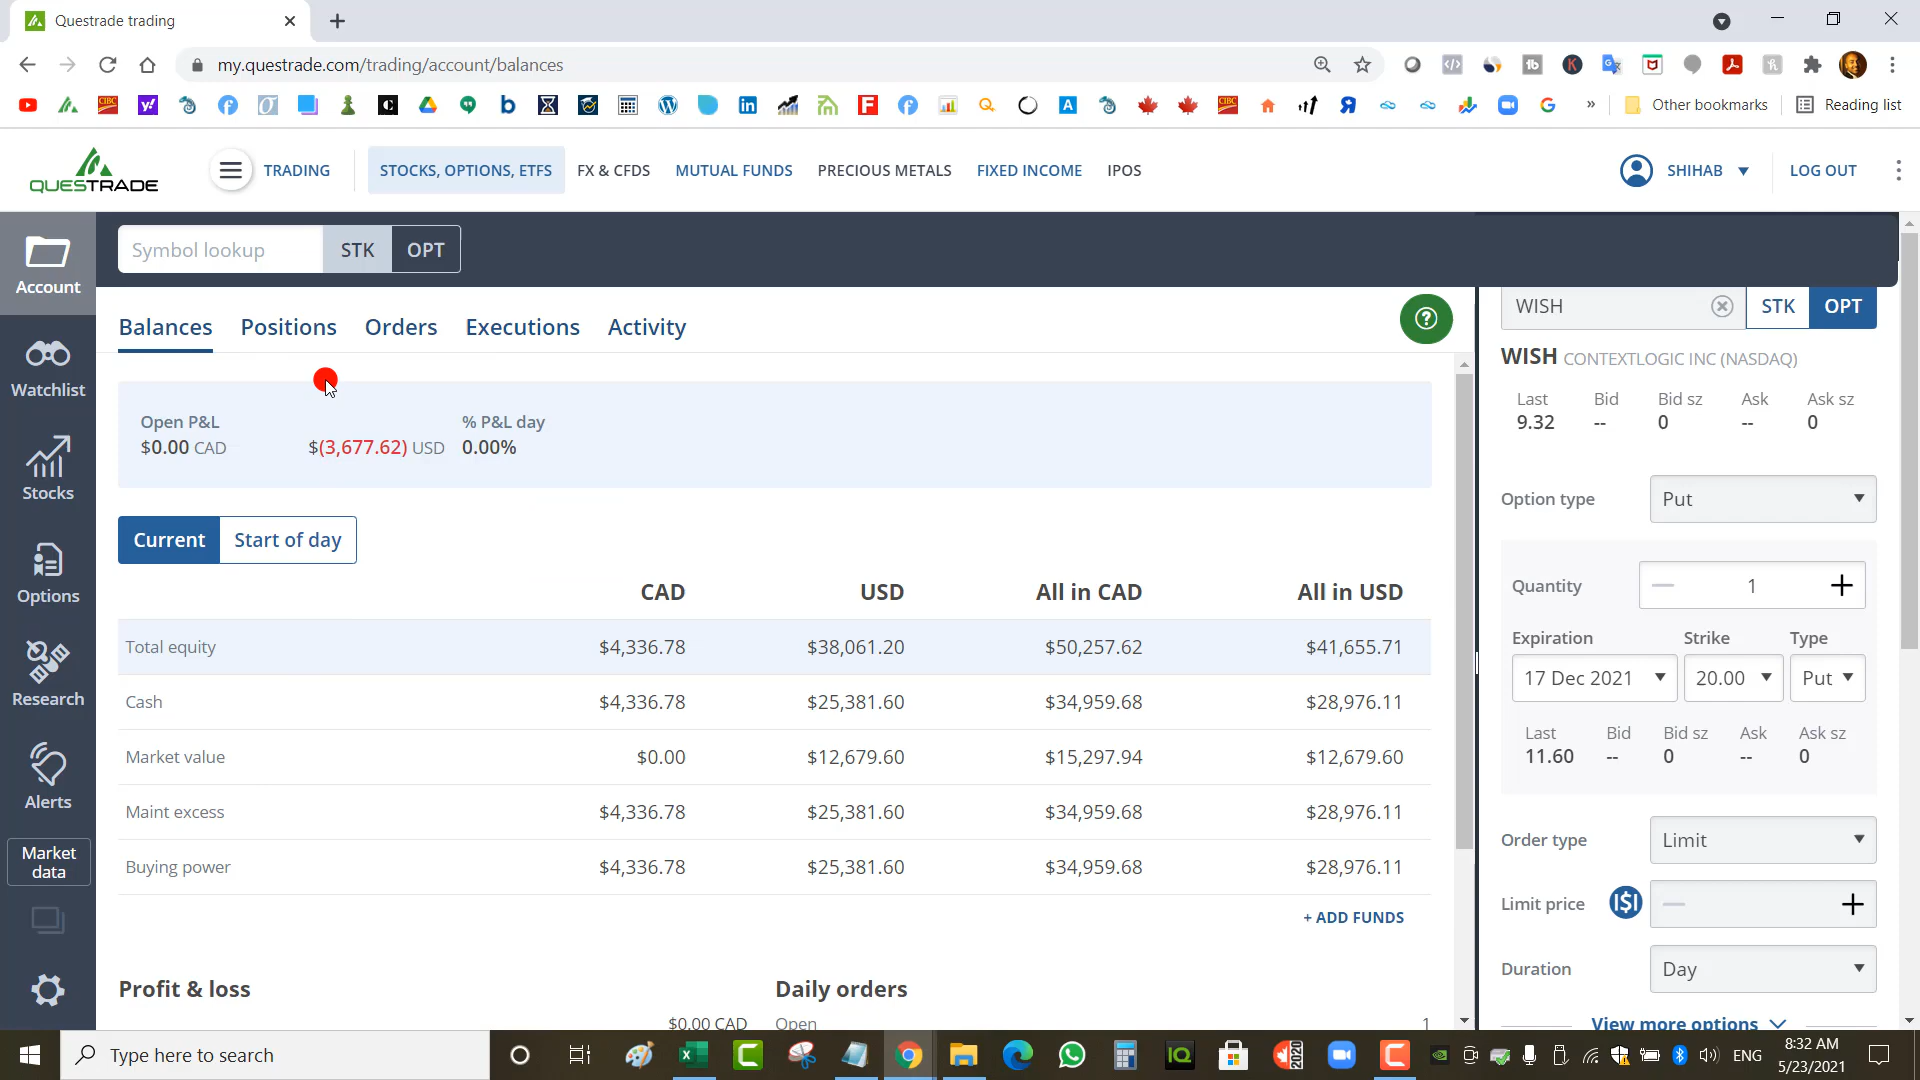 Questrade trading
my.questrade.com/trading/account/balances
Other bookmarks
Reading list
QUESTRADE
TRADING
STOCKS, OPTIONS, ETFS
FX & CFDS
MUTUAL FUNDS
PRECIOUS METALS
FIXED INCOME
IPOS
SHIHAB
LOG OUT
Account
Watchlist
Stocks
Options
Research
Alerts
Market
data
Symbol lookup
STK
OPT
Balances
Positions
Orders
Executions
Activity
Open P&L
% P&L day
$0.00 CAD
$(3,677.62) USD
0.00%
Current
Start of day
CAD USD All in CAD All in USD
Total equity $4,336.78 $38,061.20 $50,257.62 $41,655.71
Cash $4,336.78 $25,381.60 $34,959.68 $28,976.11
Market value $0.00 $12,679.60 $15,297.94 $12,679.60
Maint excess $4,336.78 $25,381.60 $34,959.68 $28,976.11
Buying power $4,336.78 $25,381.60 $34,959.68 $28,976.11
+ ADD FUNDS
Profit & loss
Daily orders
$0.00 CAD
Open
1
WISH
STK
OPT
WISH CONTEXTLOGIC INC (NASDAQ)
Last Bid Bid sz Ask Ask sz
9.32 -- 0 -- 0
Option type Put
Quantity 1
Expiration Strike Type
17 Dec 2021 20.00 Put
Last Bid Bid sz Ask Ask sz
11.60 -- 0 -- 0
Order type Limit
Limit price
Duration Day
View more options
Type here to search
ENG
8:32 AM
5/23/2021